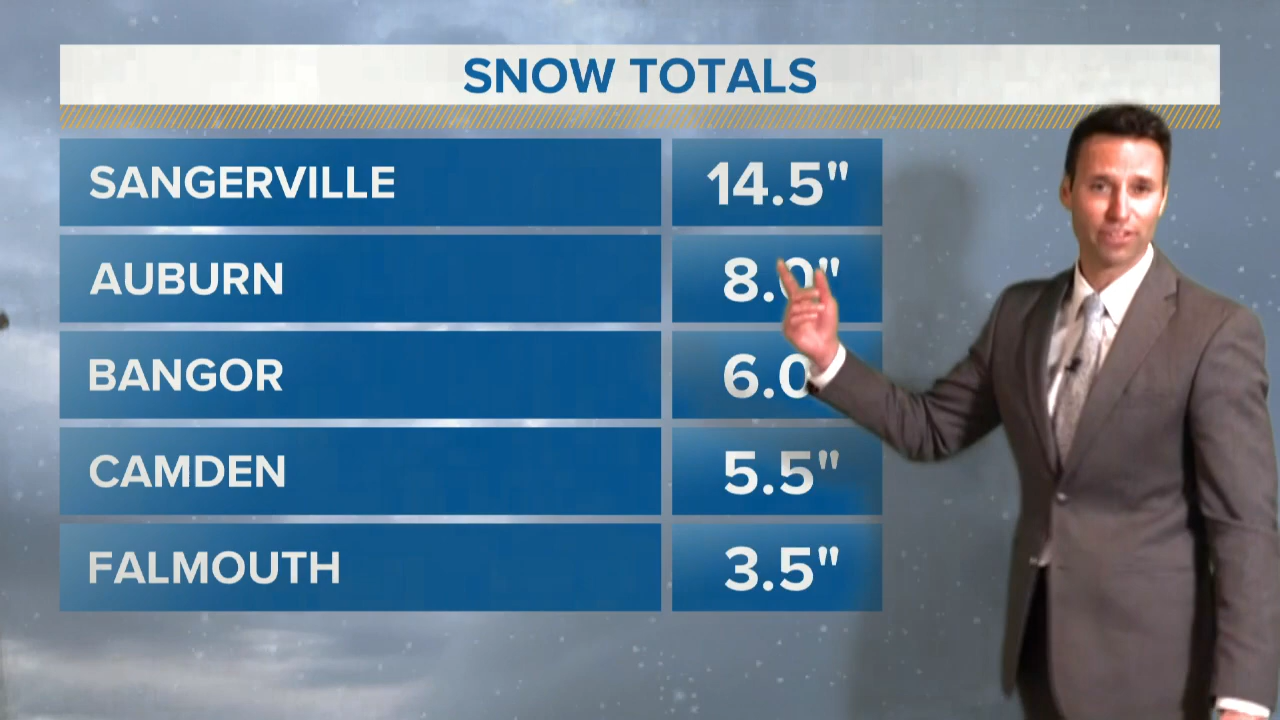 SNOW TOTALS
SANGERVILLE 14.5"
AUBURN 8.0"
BANGOR 6.0
CAMDEN 5.5"
FALMOUTH 3.5"